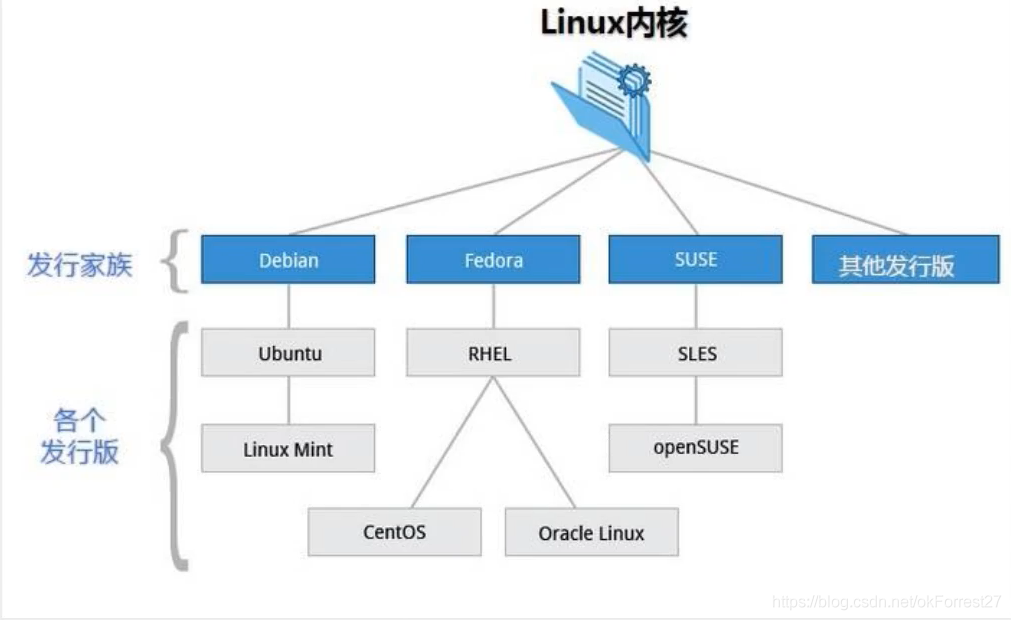 Linux内核
发行家族
Debian
Fedora
SUSE
其他发行版
Ubuntu
RHEL
SLES
各个
发行版
Linux Mint
openSUSE
CentOS
Oracle Linux
https://blog.csdn.net/okForrest27